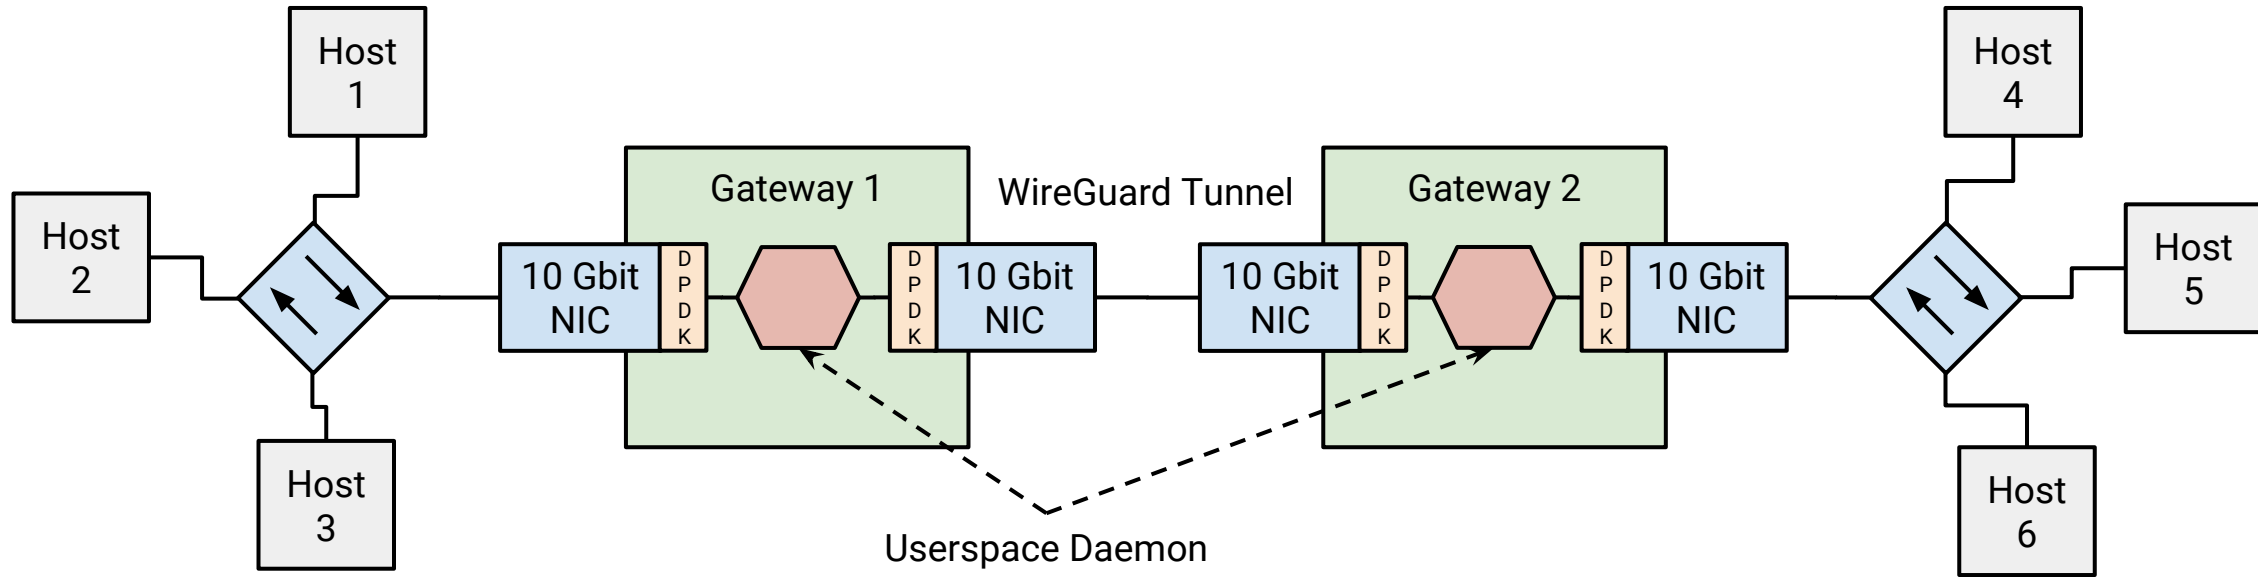 Host
1
Host
2
Host
3
Gateway 1
10 Gbit
NIC
D
P
D
K
D
P
D
K
10 Gbit
NIC
WireGuard Tunnel
Gateway 2
10 Gbit
NIC
D
P
D
K
D
P
D
K
10 Gbit
NIC
Userspace Daemon
Host
4
Host
5
Host
6